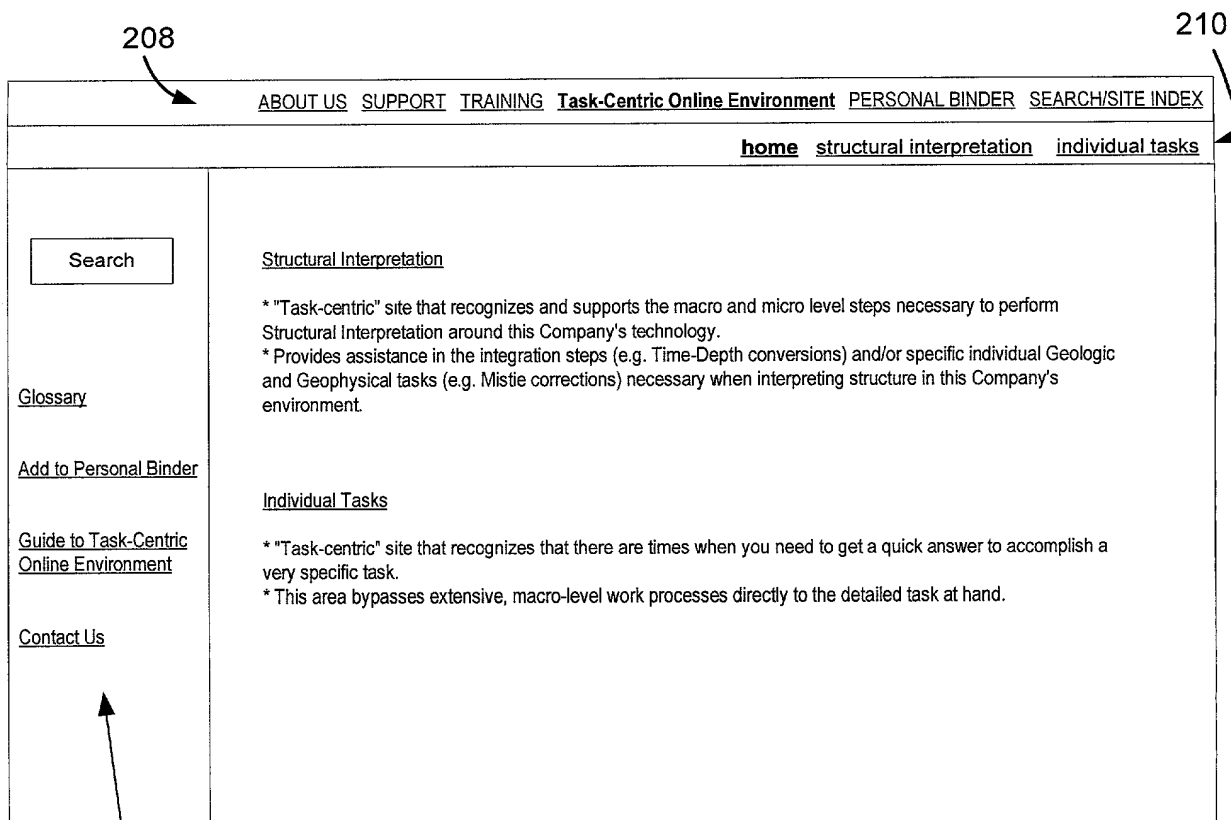 208
210
ABOUT US SUPPORT TRAINING Task-Centric Online Environment PERSONAL BINDER SEARCH/SITE INDEX
home structural interpretation individual tasks
Search
Glossary
Add to Personal Binder
Guide to Task-Centric
Online Environment
Contact Us
Structural Interpretation
* "Task-centric" site that recognizes and supports the macro and micro level steps necessary to perform
Structural Interpretation around this Company's technology.
* Provides assistance in the integration steps (e.g. Time-Depth conversions) and/or specific individual Geologic
and Geophysical tasks (e.g. Mistie corrections) necessary when interpreting structure in this Company's
environment.
Individual Tasks
* "Task-centric" site that recognizes that there are times when you need to get a quick answer to accomplish a
very specific task.
* This area bypasses extensive, macro-level work processes directly to the detailed task at hand.